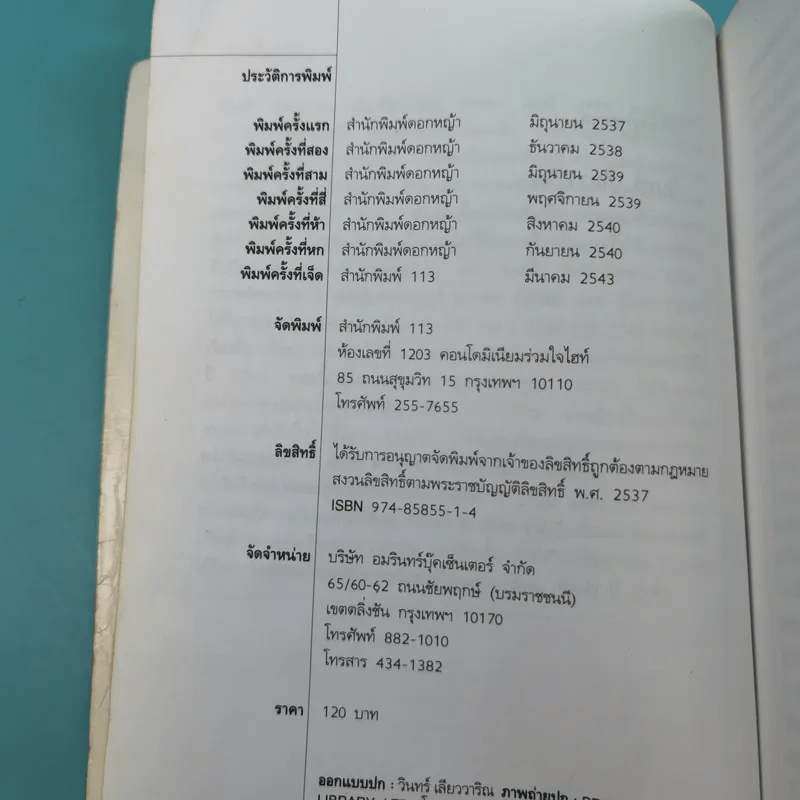 ประวัติการพิมพ์
พิมพ์ครั้งแรก สำนักพิมพ์ดอกหญ้า มิถุนายน 2537
พิมพ์ครั้งที่สอง สำนักพิมพ์ดอกหญ้า ธันวาคม 2538
พิมพ์ครั้งที่สาม สำนักพิมพ์ดอกหญ้า มิถุนายน 2539
พิมพ์ครั้งที่สี่ สำนักพิมพ์ดอกหญ้า พฤศจิกายน 2539
พิมพ์ครั้งที่ห้า สำนักพิมพ์ดอกหญ้า สิงหาคม 2540
พิมพ์ครั้งที่หก สำนักพิมพ์ดอกหญ้า กันยายน 2540
พิมพ์ครั้งที่เจ็ด สำนักพิมพ์ 113 มีนาคม 2543
จัดพิมพ์ สำนักพิมพ์ 113
ห้องเลขที่ 1203 คอนโดมิเนียมร่วมใจไฮท์
85 ถนนสุขุมวิท 15 กรุงเทพฯ 10110
โทรศัพท์ 255-7655
ลิขสิทธิ์ ได้รับการอนุญาตจัดพิมพ์จากเจ้าของลิขสิทธิ์ถูกต้องตามกฎหมาย
สงวนลิขสิทธิ์ตามพระราชบัญญัติลิขสิทธิ์ พ.ศ. 2537
ISBN 974-85855-1-4
จัดจำหน่าย บริษัท อมรินทร์บุ๊คเซ็นเตอร์ จำกัด
65/60-62 ถนนชัยพฤกษ์ (บรมราชชนนี)
เขตตลิ่งชัน กรุงเทพฯ 10170
โทรศัพท์ 882-1010
โทรสาร 434-1382
ราคา 120 บาท
ออกแบบปก : วินทร์ เลียววาริณ ภาพถ่ายปก :
LIBRARY